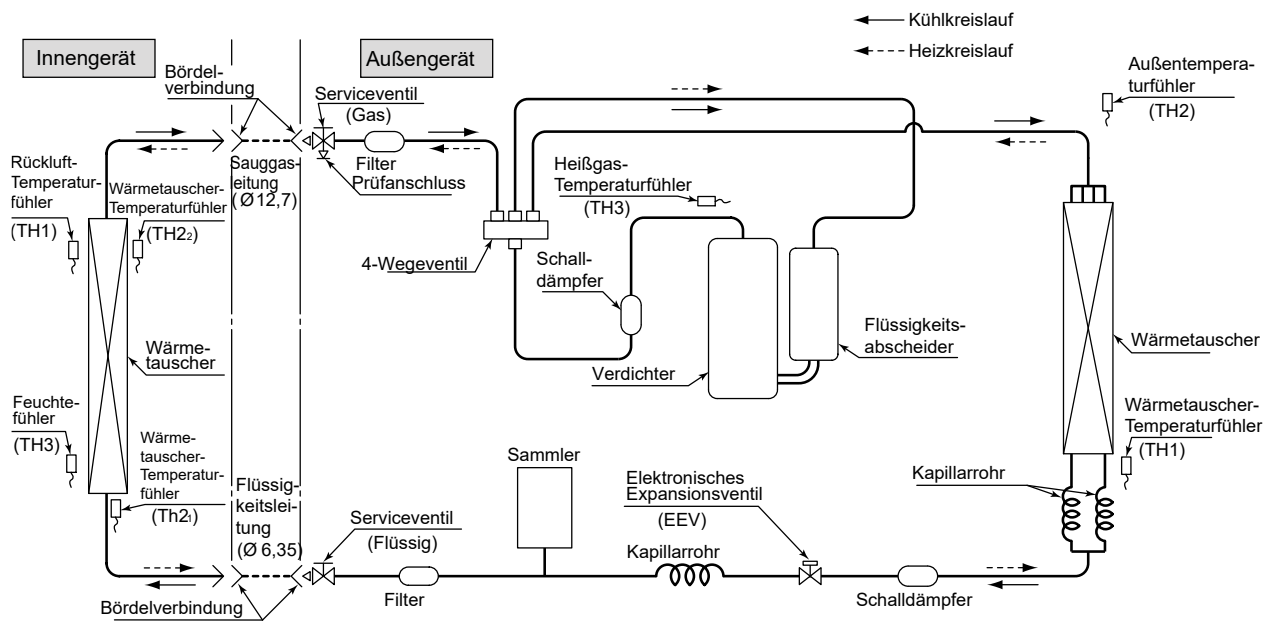 Kühlkreislauf
Heizkreislauf
Innengerät
Außengerät
Bördel-
verbindung
Serviceventil
(Gas)
Außentempera-
turfühler
(TH2)
Rückluft-
Temperatur-
fühler
(TH1)
Wärmetauscher-
Temperaturfühler
(TH2₂)
Sauggas-
leitung
(Ø12,7)
Filter
Prüfanschluss
Heißgas-
Temperaturfühler
(TH3)
4-Wegeventil
Schall-
dämpfer
Flüssigkeits-
abscheider
Verdichter
Wärme-
tauscher
Wärmetauscher
Feuchte-
fühler
(TH3)
Wärme-
tauscher-
Temperatur-
fühler
(Th2₁)
Flüssig-
keitsleitung
(Ø 6,35)
Serviceventil
(Flüssig)
Sammler
Elektronisches
Expansionsventil
(EEV)
Wärmetauscher-
Temperaturfühler
(TH1)
Kapillarrohr
Kapillarrohr
Bördelverbindung
Filter
Schalldämpfer